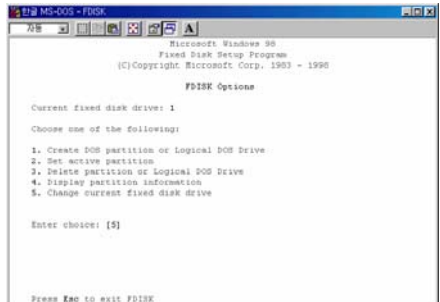 한글 MS-DOS - FDISK
자동
A
Microsoft Windows 98
Fixed Disk Setup Program
(C)Copyright Microsoft Corp. 1983 - 1998
FDISK Options
Current fixed disk drive: 1
Choose one of the following:
1. Create DOS partition or Logical DOS Drive
2. Set active partition
3. Delete partition or Logical DOS Drive
4. Display partition information
5. Change current fixed disk drive
Enter choice: [5]
Press Esc to exit FDISK